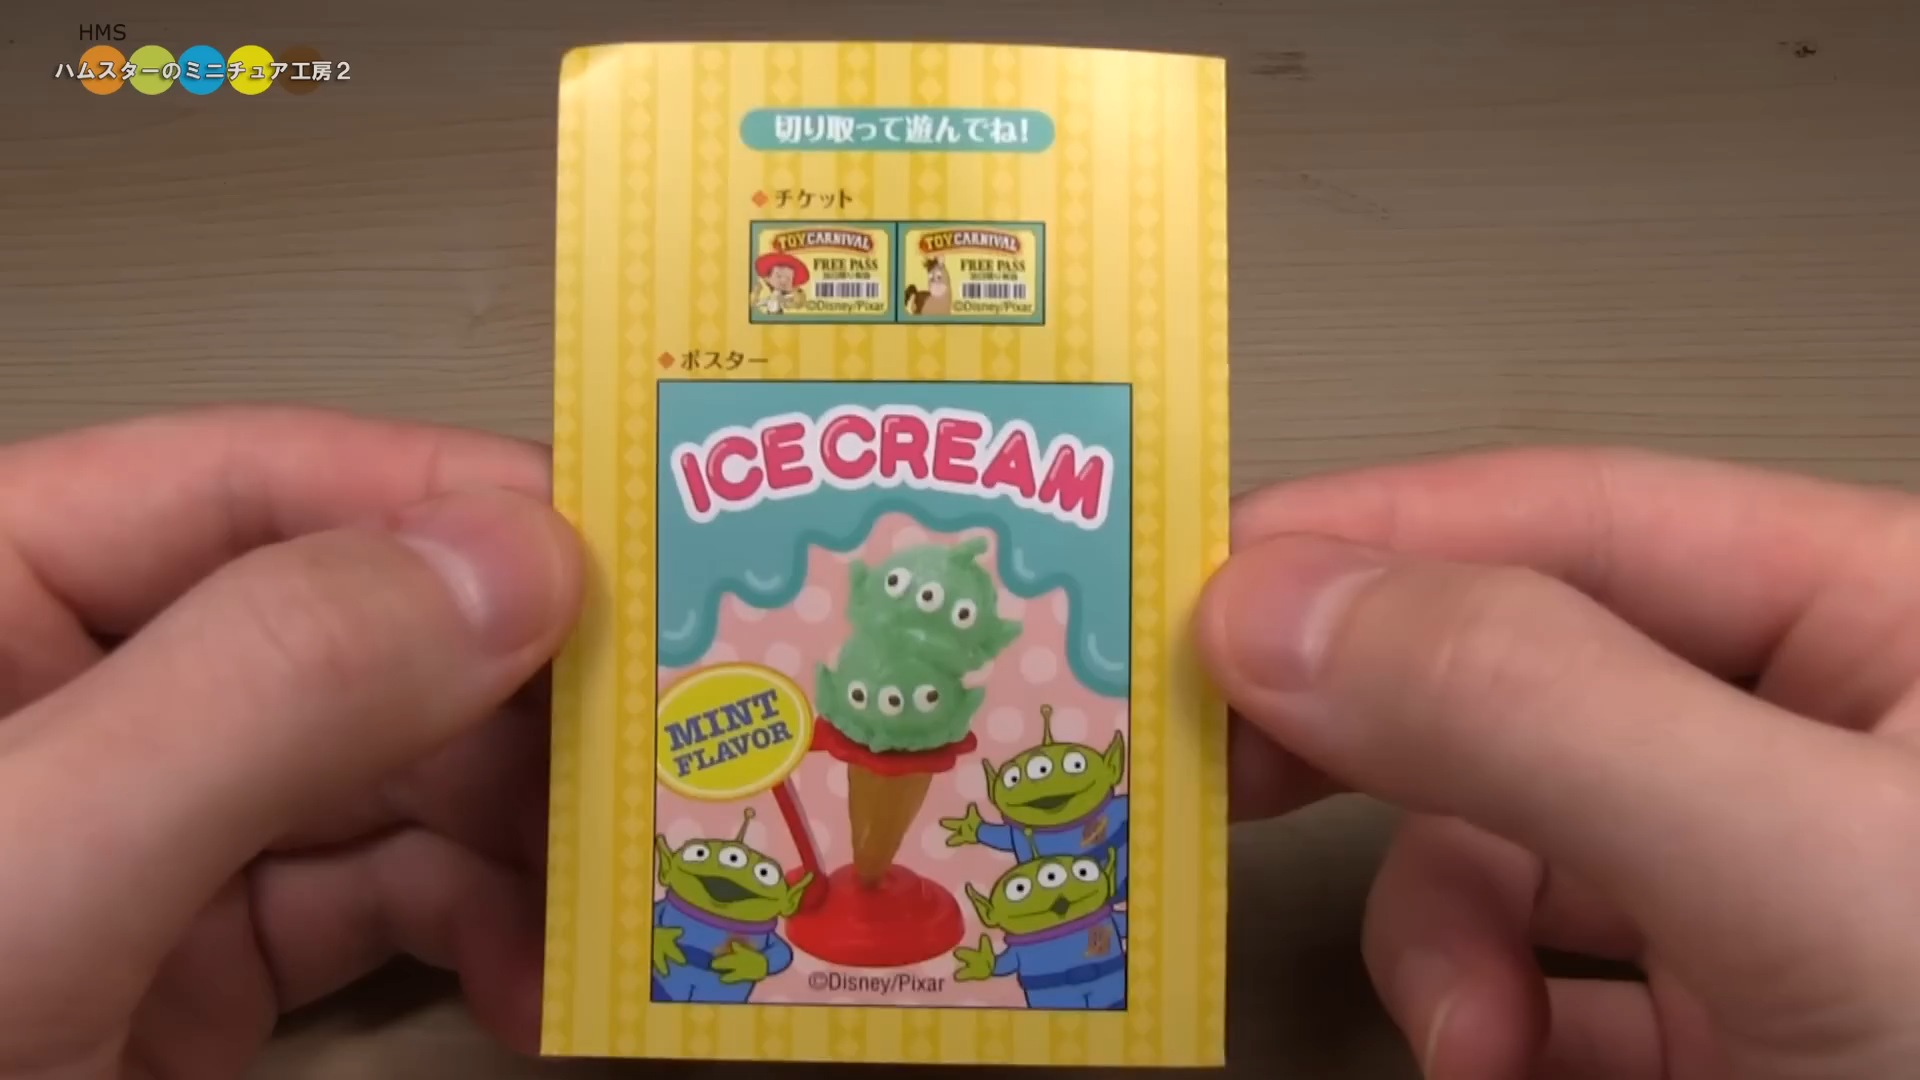 HMS
ハムスターのミニチュア工房2
切り取って遊んでね!
◆チケット
TOY CARNIVAL
FREE PASS
©Disney/Pixar
TOY CARNIVAL
FREE PASS
©Disney/Pixar
◆ポスター
ICE CREAM
MINT
FLAVOR
©Disney/Pixar